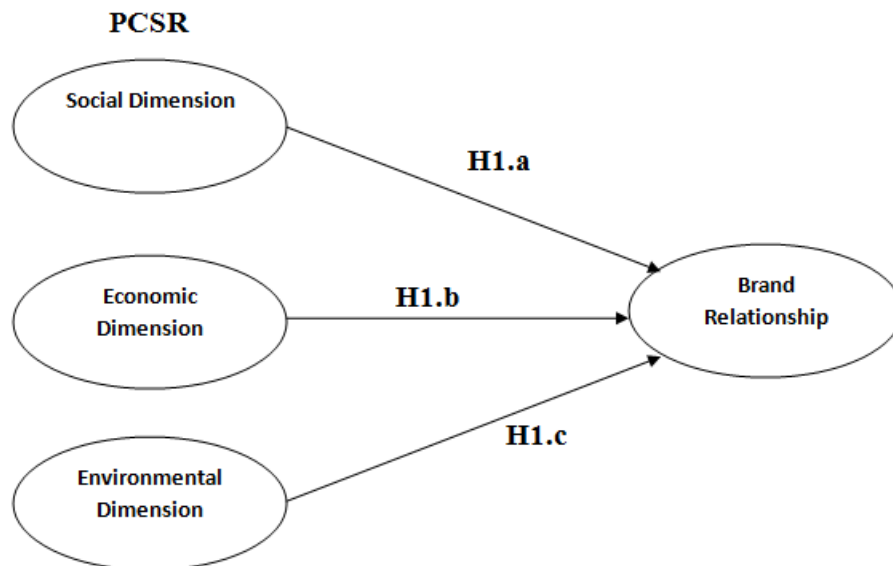 PCSR
Social Dimension
H1.a
Economic
Dimension
H1.b
Brand
Relationship
Environmental
Dimension
H1.c